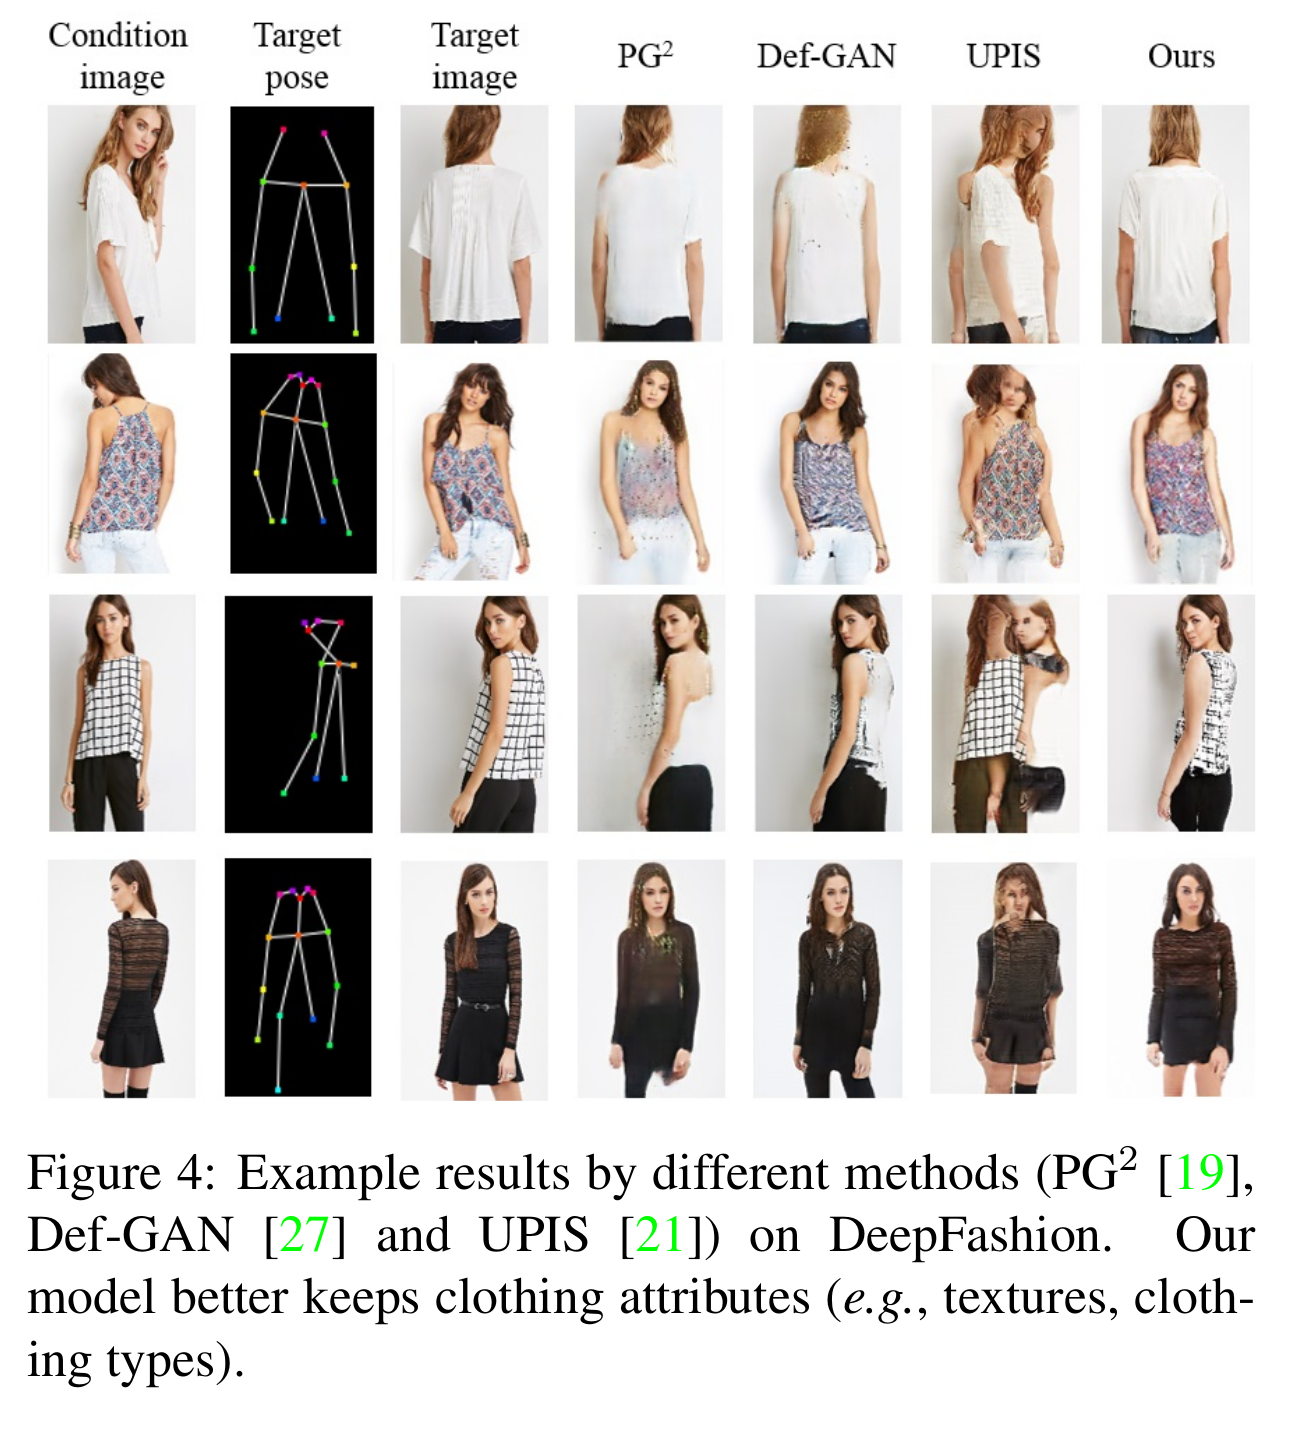 Condition image
Target pose
Target image
PG²
Def-GAN
UPIS
Ours
Figure 4: Example results by different methods (PG² [19],
Def-GAN [27] and UPIS [21]) on DeepFashion. Our
model better keeps clothing attributes (e.g., textures, cloth-
ing types).